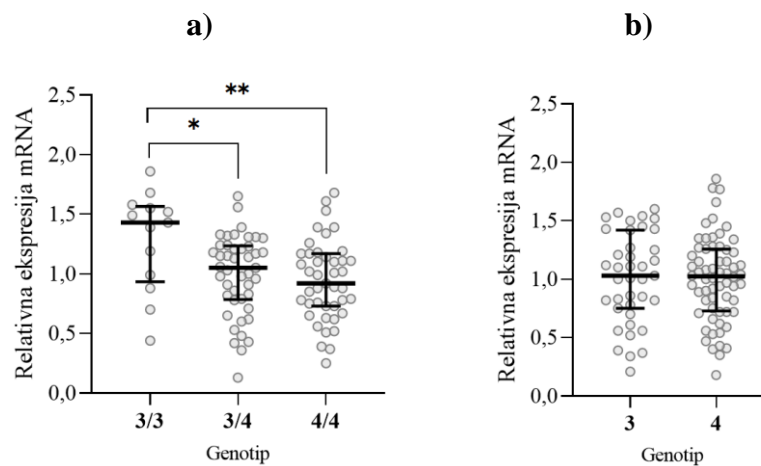 a)
b)
**
*
Relativna ekspresija mRNA
2,5
2,0
1,5
1,0
0,5
0,0
3/3 3/4 4/4
Genotip
Relativna ekspresija mRNA
2,5
2,0
1,5
1,0
0,5
0,0
3 4
Genotip